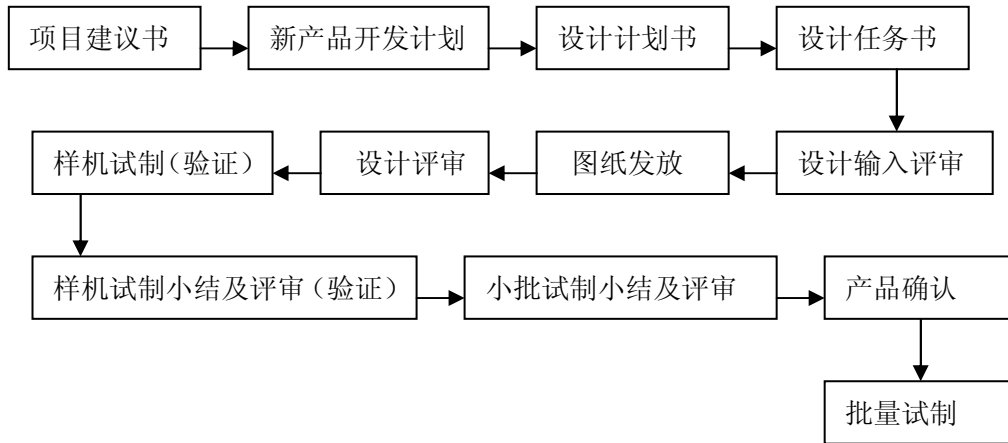 项目建议书
新产品开发计划
设计计划书
设计任务书
设计输入评审
图纸发放
设计评审
样机试制(验证)
样机试制小结及评审(验证)
小批试制小结及评审
产品确认
批量试制